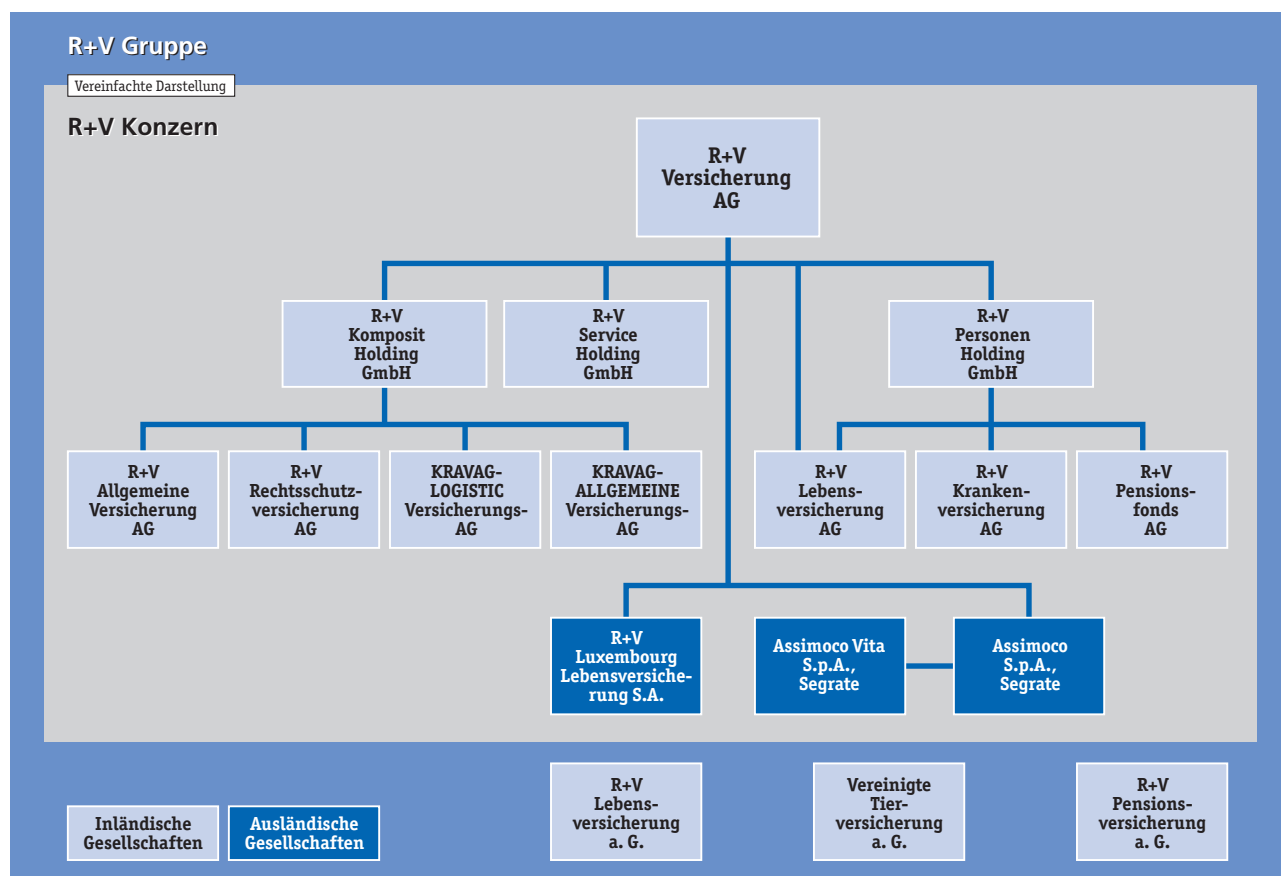 R+V Gruppe
Vereinfachte Darstellung
R+V Konzern
R+V
Versicherung
AG
R+V
Komposit
Holding
GmbH
R+V
Service
Holding
GmbH
R+V
Personen
Holding
GmbH
R+V
Allgemeine
Versicherung
AG
R+V
Rechtsschutz-
versicherung
AG
KRAVAG-
LOGISTIC
Versicherungs-
AG
KRAVAG-
ALLGEMEINE
Versicherungs-
AG
R+V
Lebens-
versicherung
AG
R+V
Kranken-
versicherung
AG
R+V
Pensions-
fonds
AG
R+V
Luxembourg
Lebensversiche-
rung S.A.
Assimoco Vita
S.p.A.,
Segrate
Assimoco
S.p.A.,
Segrate
Inländische
Gesellschaften
Ausländische
Gesellschaften
R+V
Lebens-
versicherung
a. G.
Vereinigte
Tier-
versicherung
a. G.
R+V
Pensions-
versicherung
a. G.